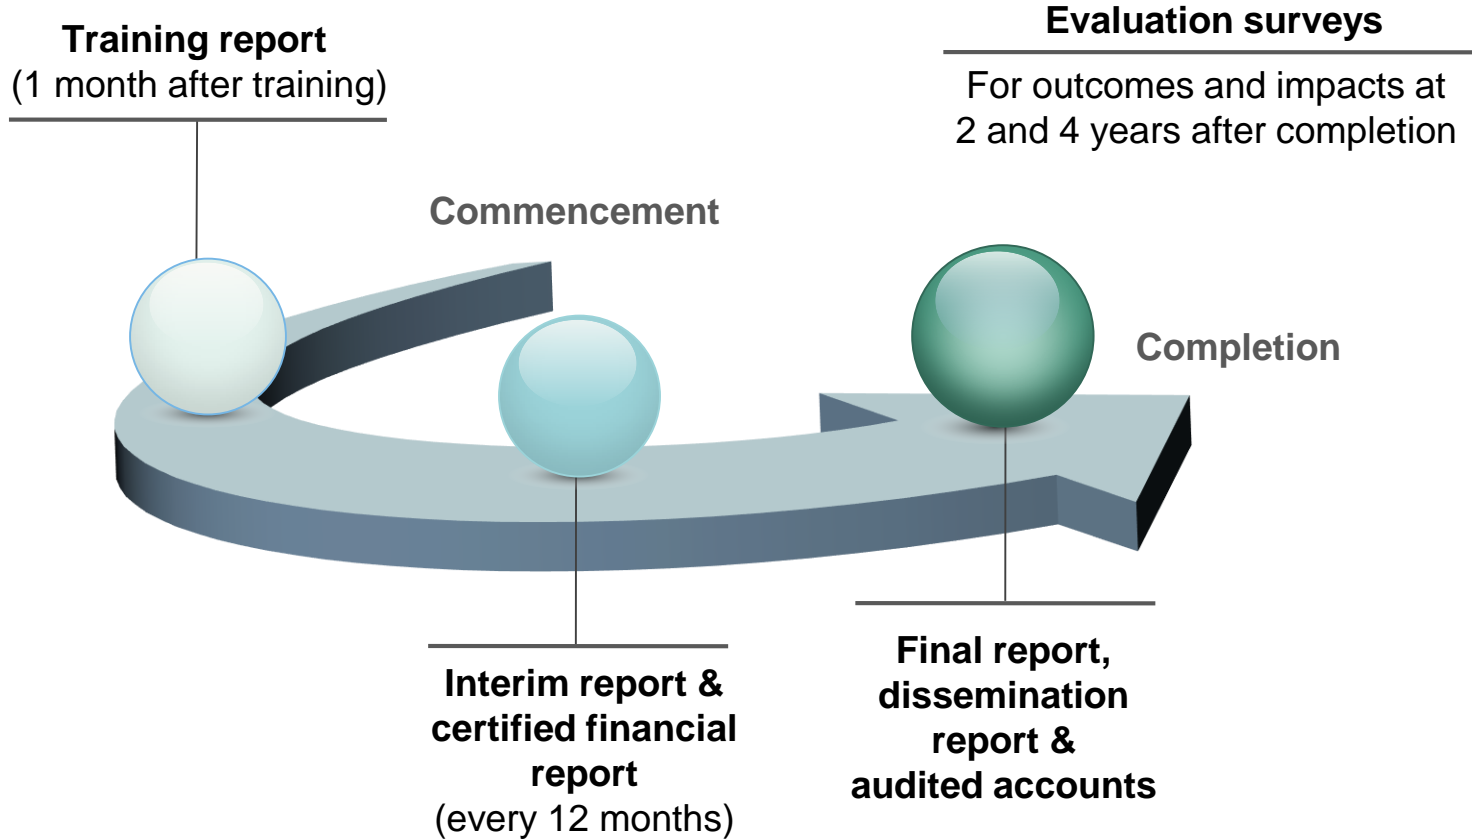 Training report
(1 month after training)
Evaluation surveys
For outcomes and impacts at
2 and 4 years after completion
Commencement
Completion
Interim report &
certified financial
report
(every 12 months)
Final report,
dissemination
report &
audited accounts